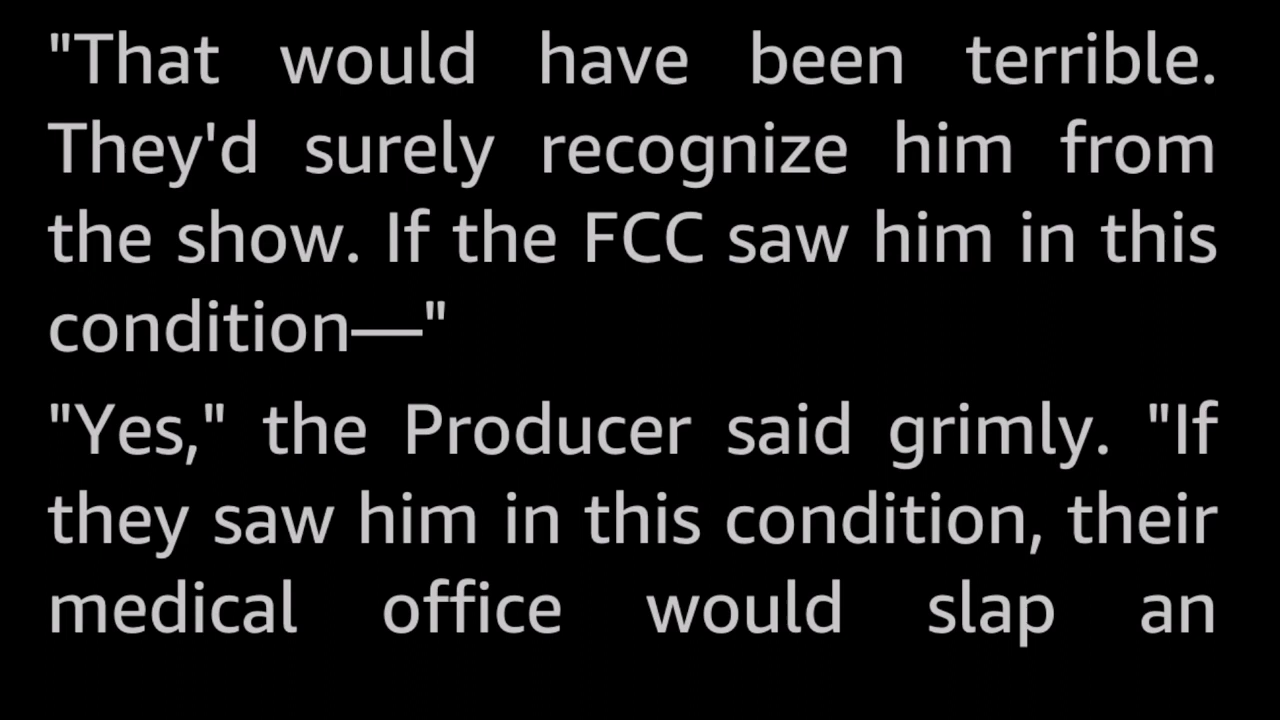 "That would have been terrible.
They'd surely recognize him from
the show. If the FCC saw him in this
condition—"
"Yes," the Producer said grimly. "If
they saw him in this condition, their
medical office would slap an